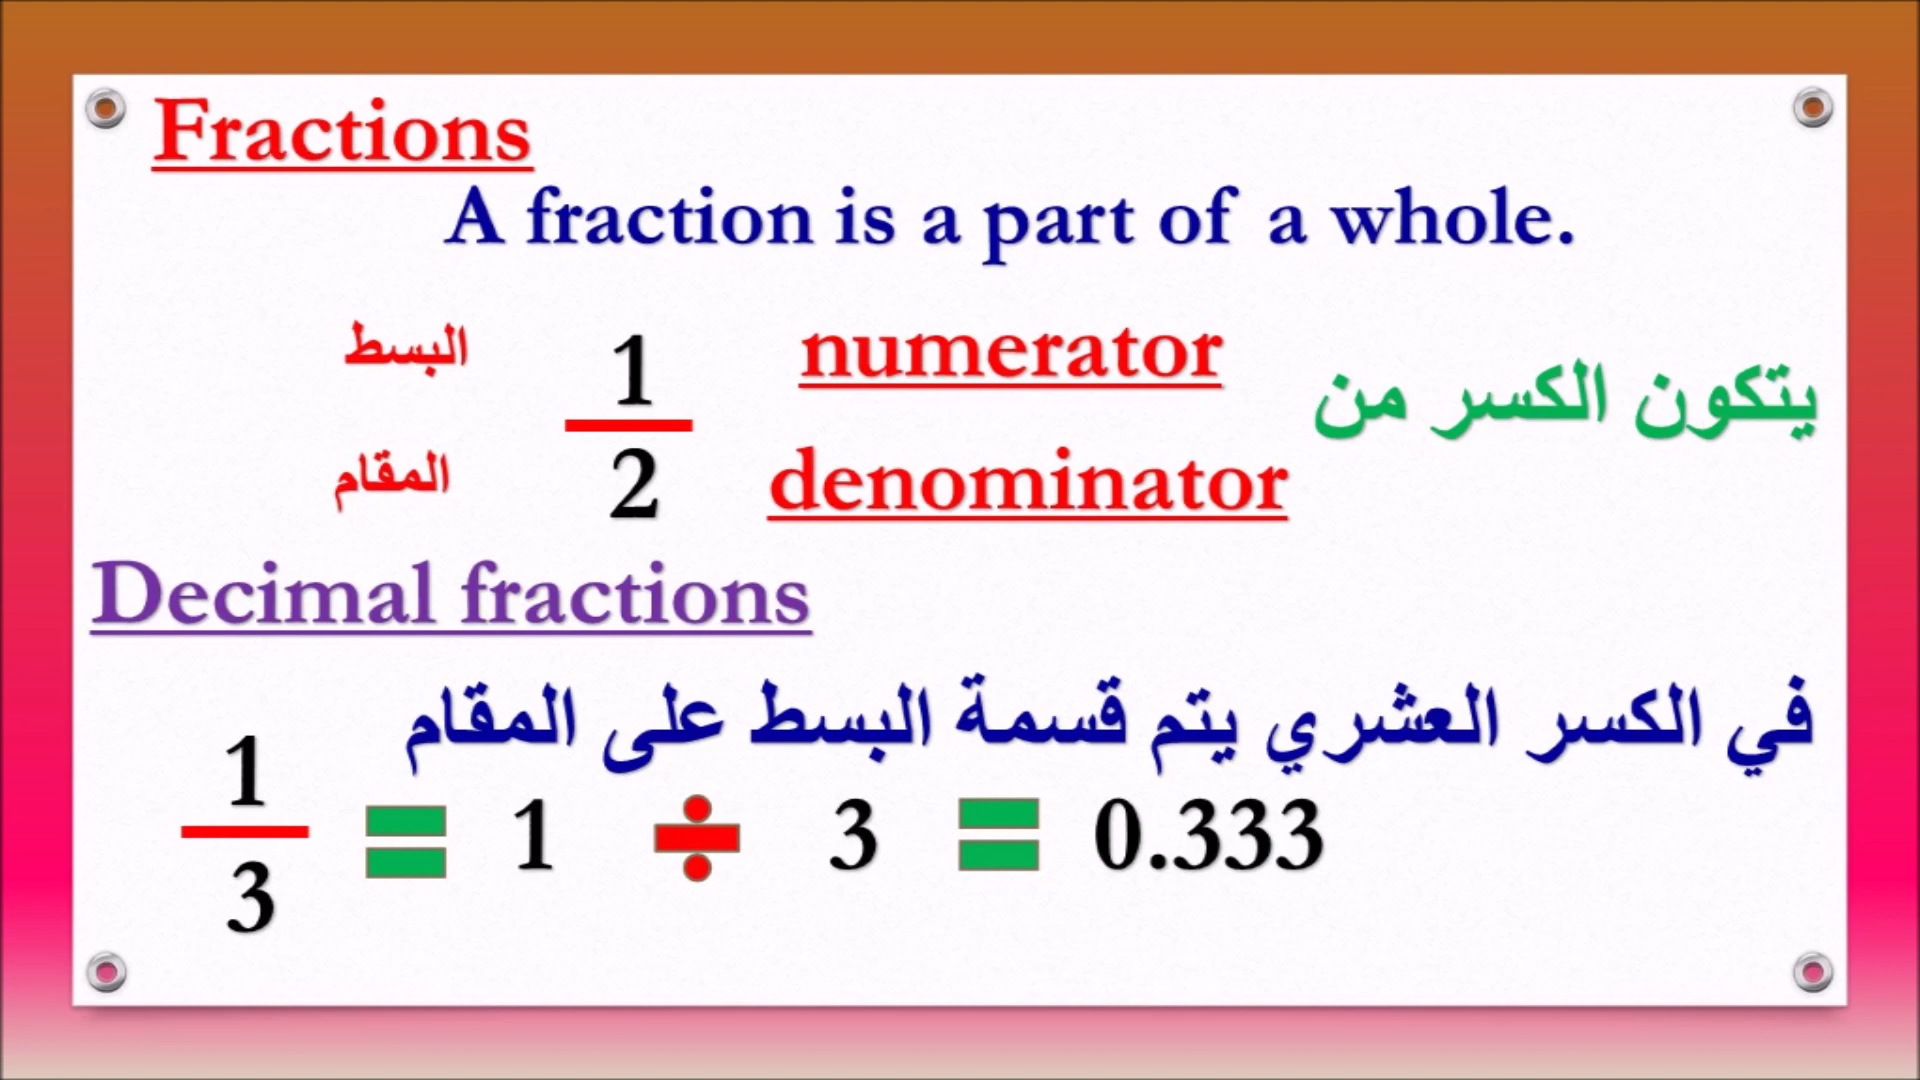 Fractions
A fraction is a part of a whole.
البسط 1 numerator
يتكون الكسر من
المقام 2 denominator
Decimal fractions
في الكسر العشري يتم قسمة البسط على المقام
1
3
= 1 ÷ 3 = 0.333